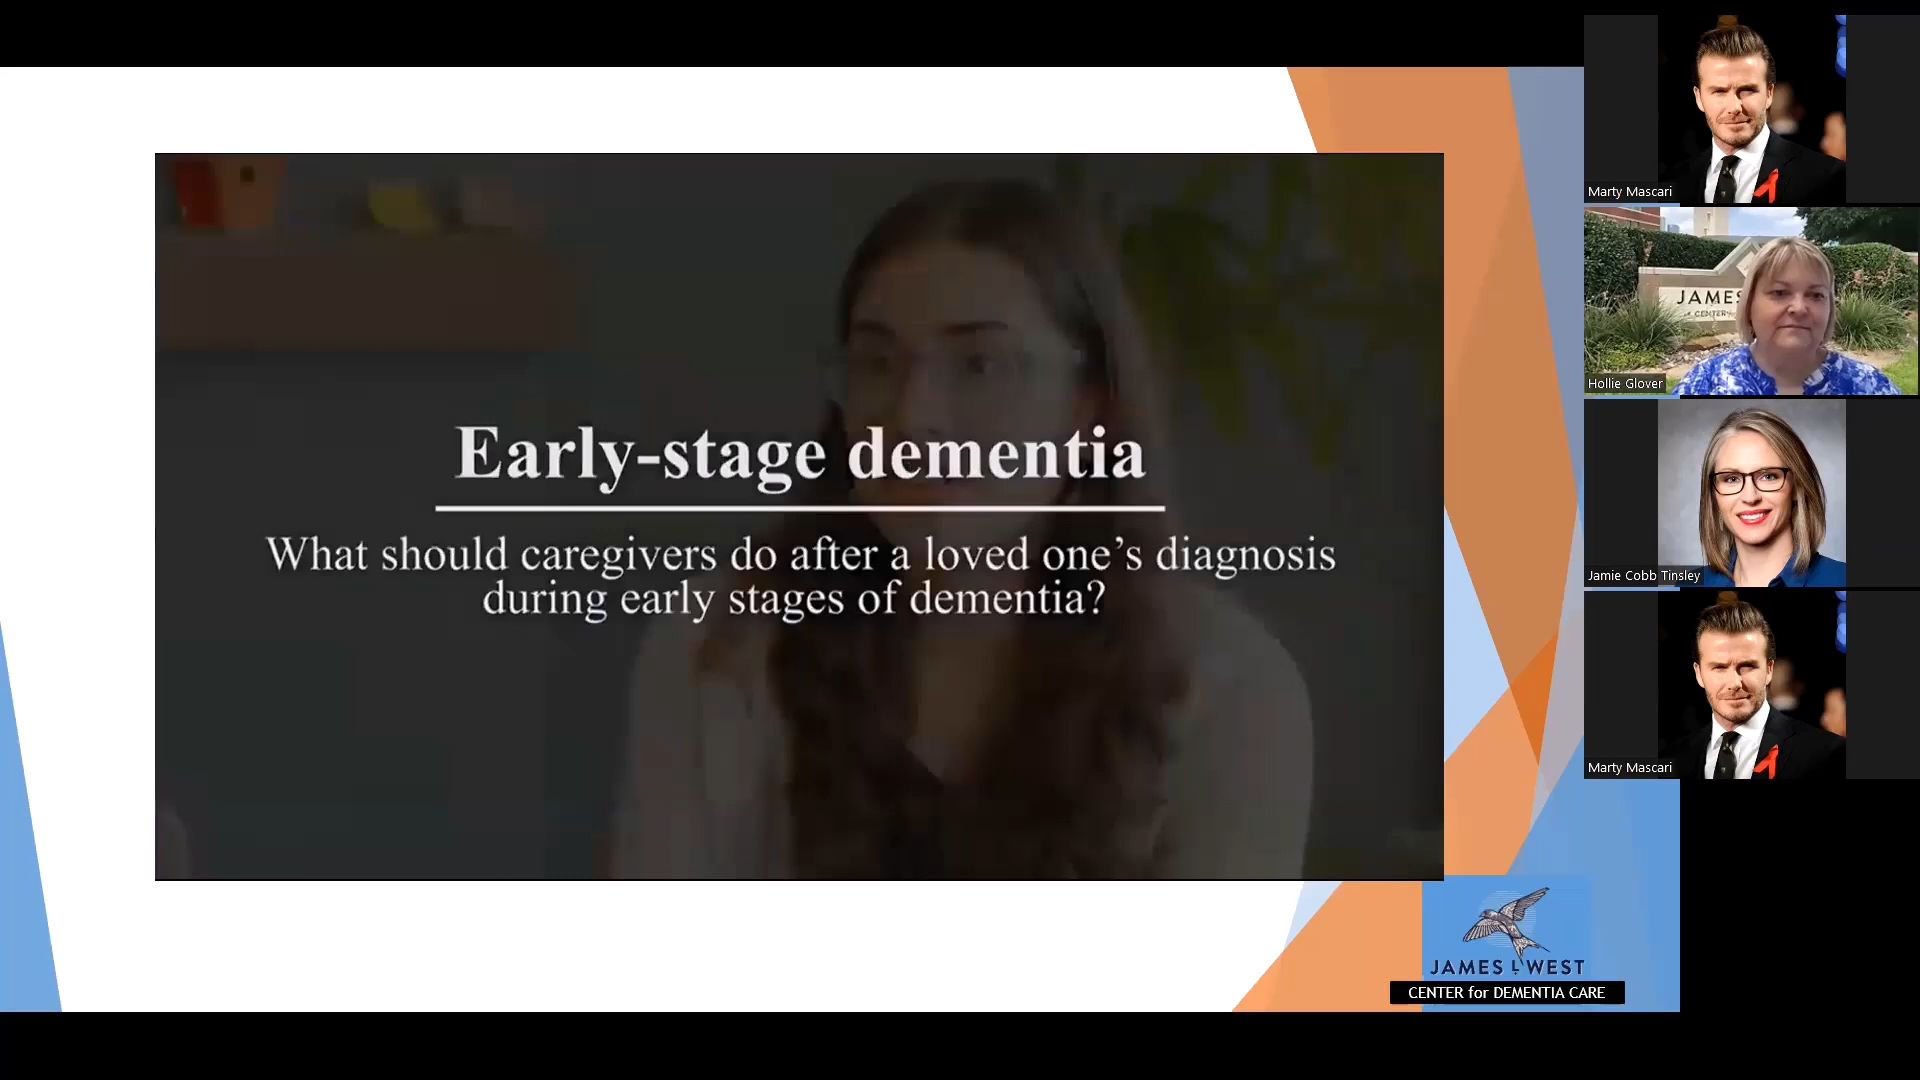 Early-stage dementia
What should caregivers do after a loved one’s diagnosis
during early stages of dementia?
JAMES L WEST
CENTER for DEMENTIA CARE
Marty Mascari
JAMES
CENTER
Hollie Glover
Jamie Cobb Tinsley
Marty Mascari